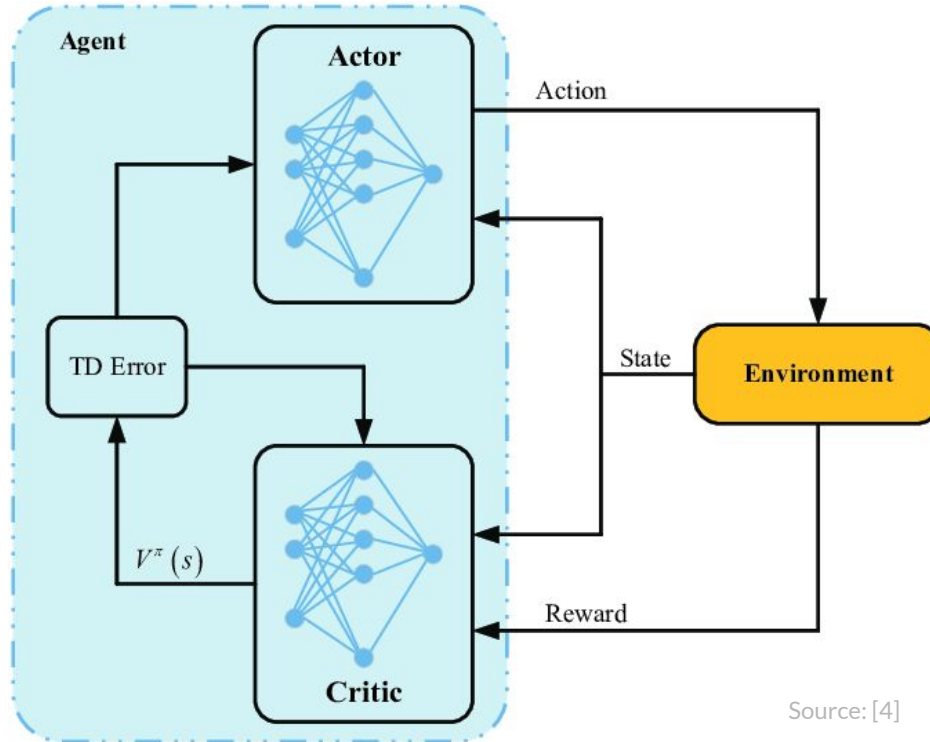 Agent
Actor
Action
TD Error
State
Environment
V^π (s)
Reward
Critic
Source: [4]